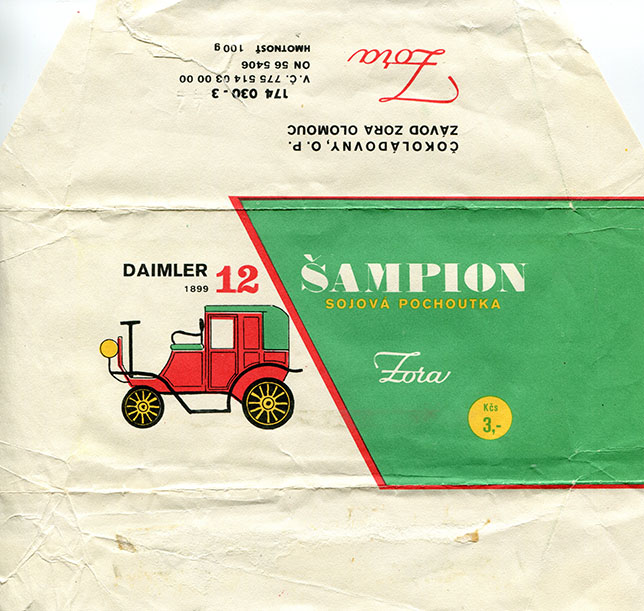 Zora
ČOKOLÁDOVNY, O. P.
ZÁVOD ZORA OLOMOUC
174 030 - 3
V. Č. 775 514 03 00 00
ON 56 5406
HMOTNOSŤ 100 g
DAIMLER 12
1899
ŠAMPION
SOJOVÁ POCHOUTKA
Zora
Kčs
3,-